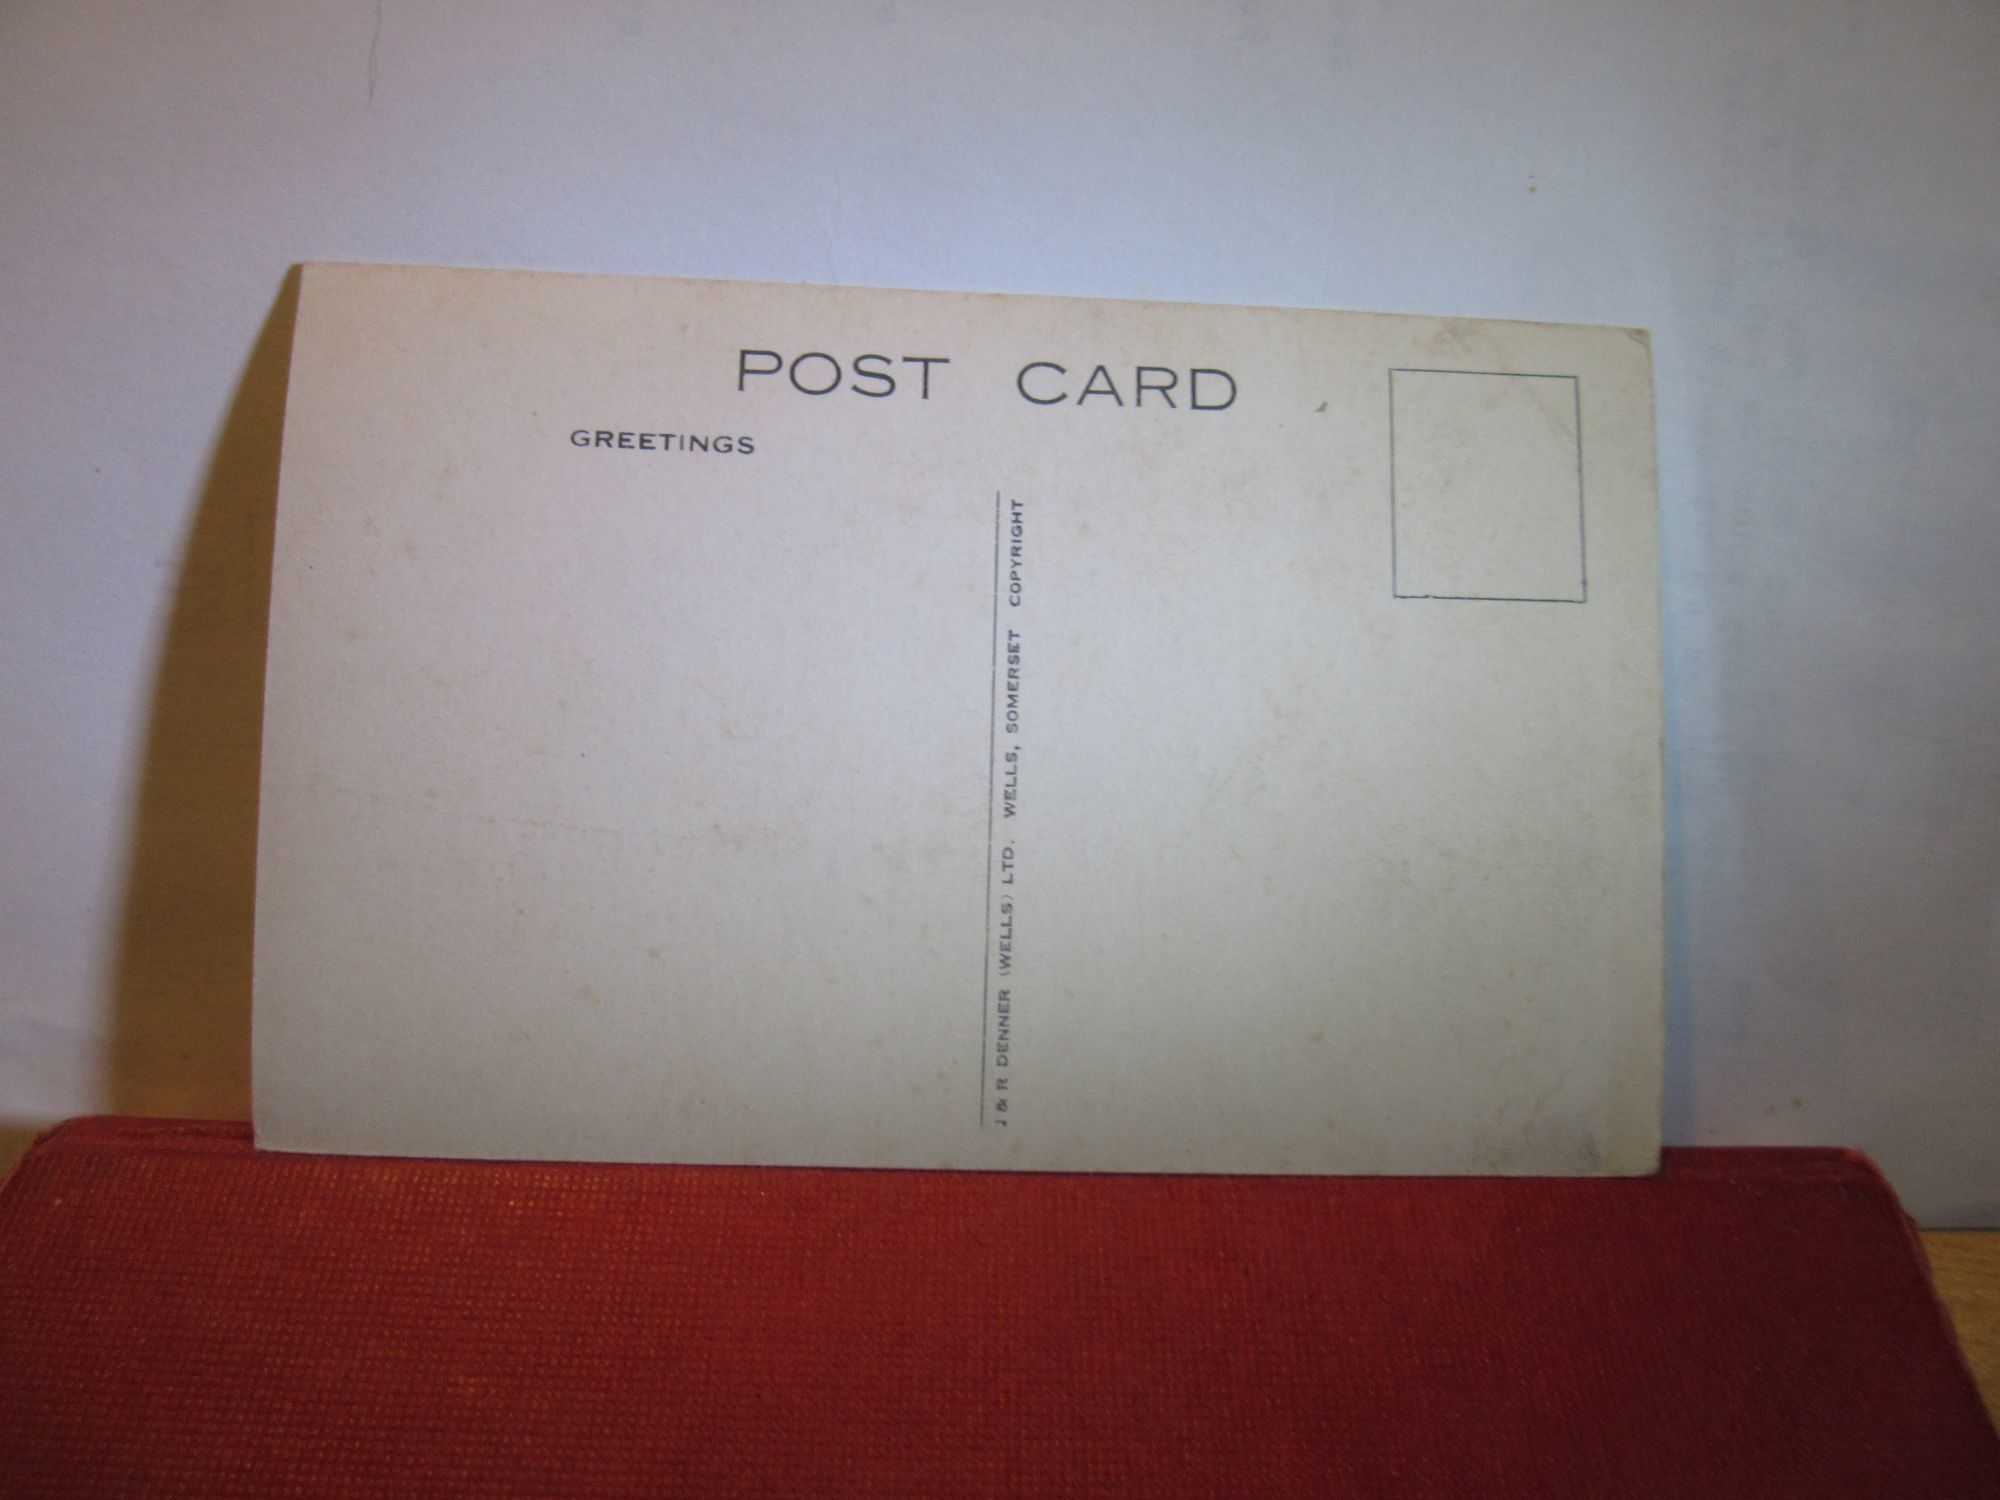 POST CARD
GREETINGS
J & R DENNER (WELLS) LTD. WELLS, SOMERSET COPYRIGHT